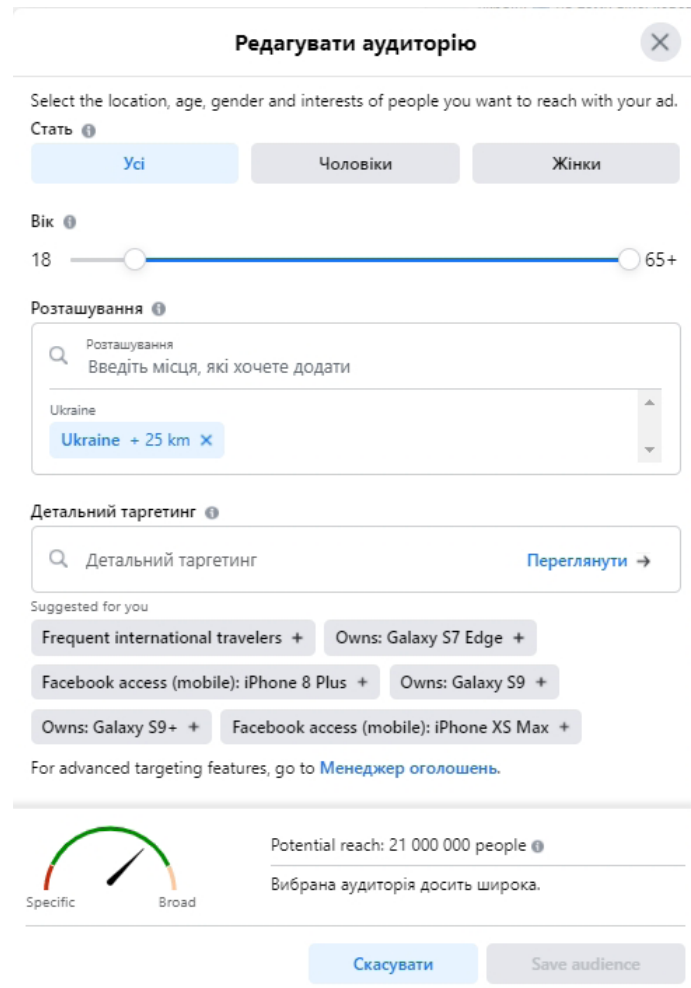 Редагувати аудиторію
Select the location, age, gender and interests of people you want to reach with your ad.
Стать
Усі Чоловіки Жінки
Вік
18 65+
Розташування
Розташування
Введіть місця, які хочете додати
Ukraine
Ukraine + 25 km ×
Детальний таргетинг
Детальний таргетинг Переглянути →
Suggested for you
Frequent international travelers + Owns: Galaxy S7 Edge +
Facebook access (mobile): iPhone 8 Plus + Owns: Galaxy S9 +
Owns: Galaxy S9+ + Facebook access (mobile): iPhone XS Max +
For advanced targeting features, go to Менеджер оголошень.
Potential reach: 21 000 000 people
Вибрана аудиторія досить широка.
Specific Broad
Скасувати Save audience